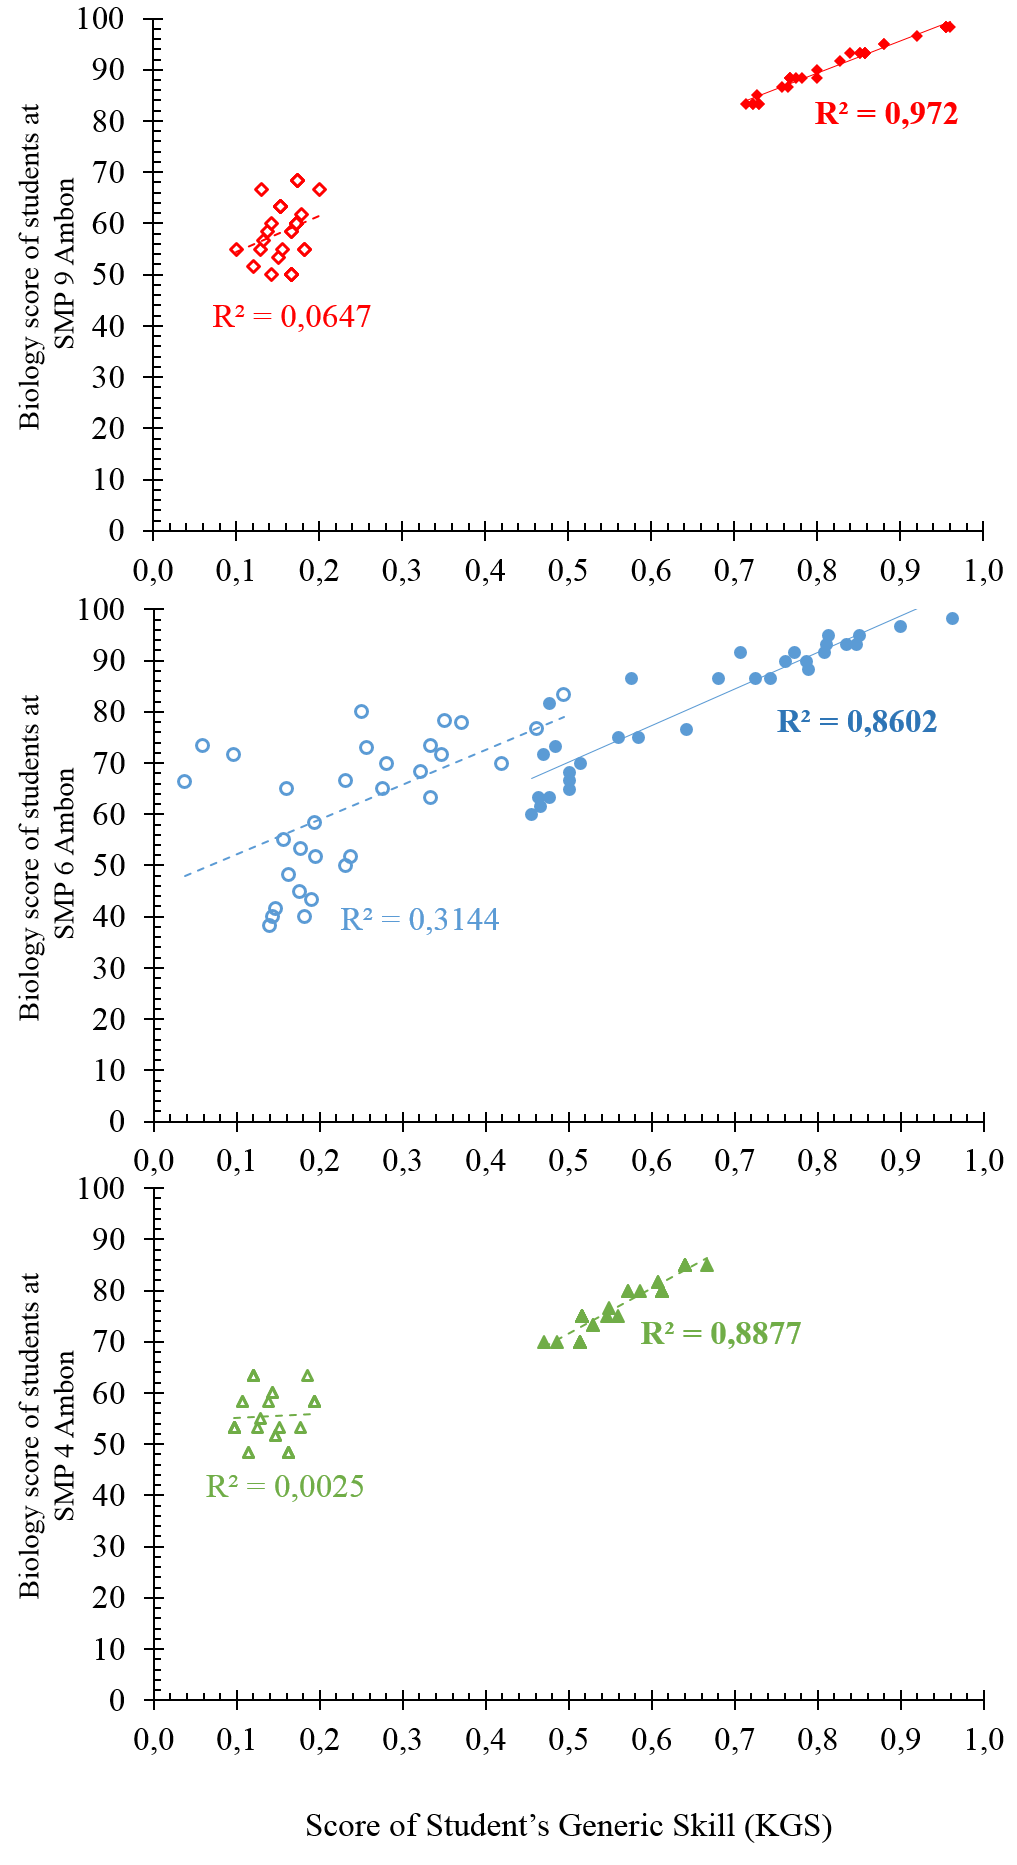 Biology score of students at
SMP 9 Ambon
100
90
80
70
60
50
40
30
20
10
0
R² = 0,972
R² = 0,0647
0,0 0,1 0,2 0,3 0,4 0,5 0,6 0,7 0,8 0,9 1,0
Biology score of students at
SMP 6 Ambon
100
90
80
70
60
50
40
30
20
10
0
R² = 0,8602
R² = 0,3144
0,0 0,1 0,2 0,3 0,4 0,5 0,6 0,7 0,8 0,9 1,0
Biology score of students at
SMP 4 Ambon
100
90
80
70
60
50
40
30
20
10
0
R² = 0,8877
R² = 0,0025
0,0 0,1 0,2 0,3 0,4 0,5 0,6 0,7 0,8 0,9 1,0
Score of Student’s Generic Skill (KGS)